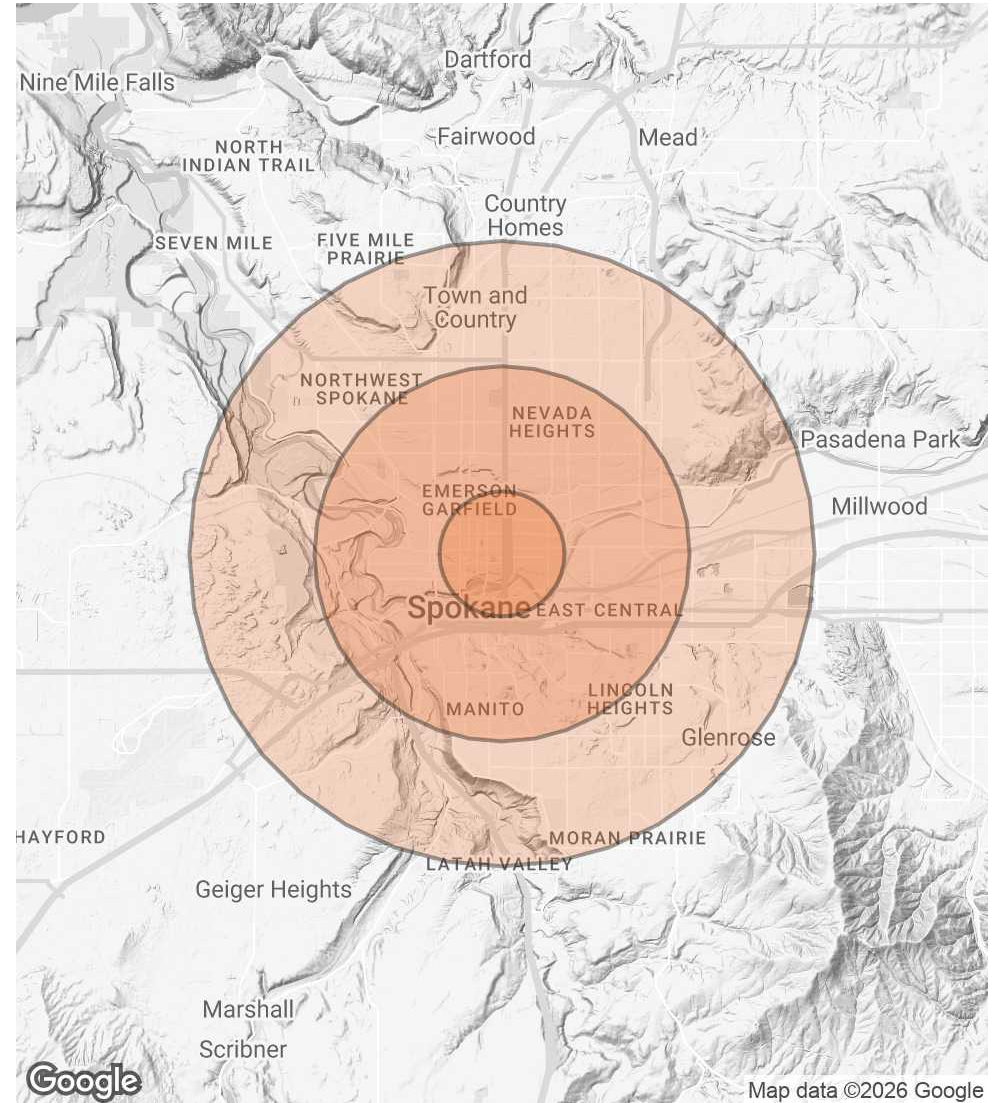 Dartford
Nine Mile Falls
Fairwood
Mead
NORTH
INDIAN TRAIL
Country
Homes
SEVEN MILE
FIVE MILE
PRAIRIE
Town and
Country
NORTHWEST
SPOKANE
NEVADA
HEIGHTS
Pasadena Park
EMERSON
GARFIELD
Millwood
Spokane
EAST CENTRAL
LINCOLN
HEIGHTS
MANITO
Glenrose
HAYFORD
MORAN PRAIRIE
LATAH VALLEY
Geiger Heights
Marshall
Scribner
Google
Map data ©2026 Google